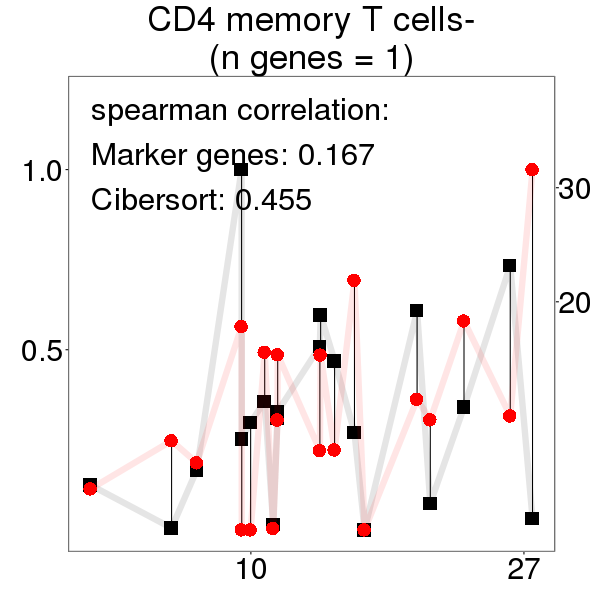 CD4 memory T cells-
(n genes = 1)
spearman correlation:
Marker genes: 0.167
Cibersort: 0.455
1.0
0.5
30
20
10
27